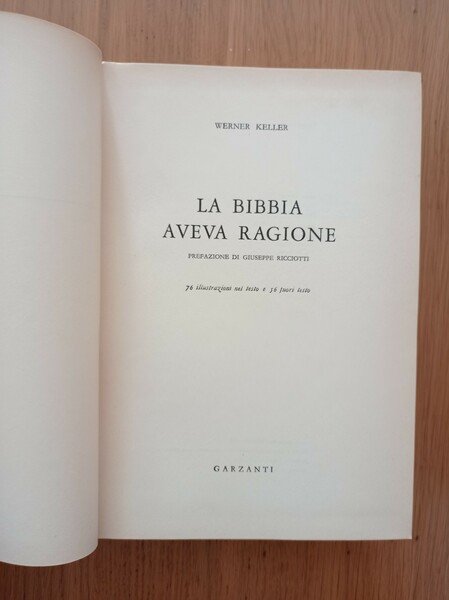 WERNER KELLER
LA BIBBIA
AVEVA RAGIONE
PREFAZIONE DI GIUSEPPE RICCIOTTI
76 illustrazioni nel testo e 36 fuori testo
GARZANTI